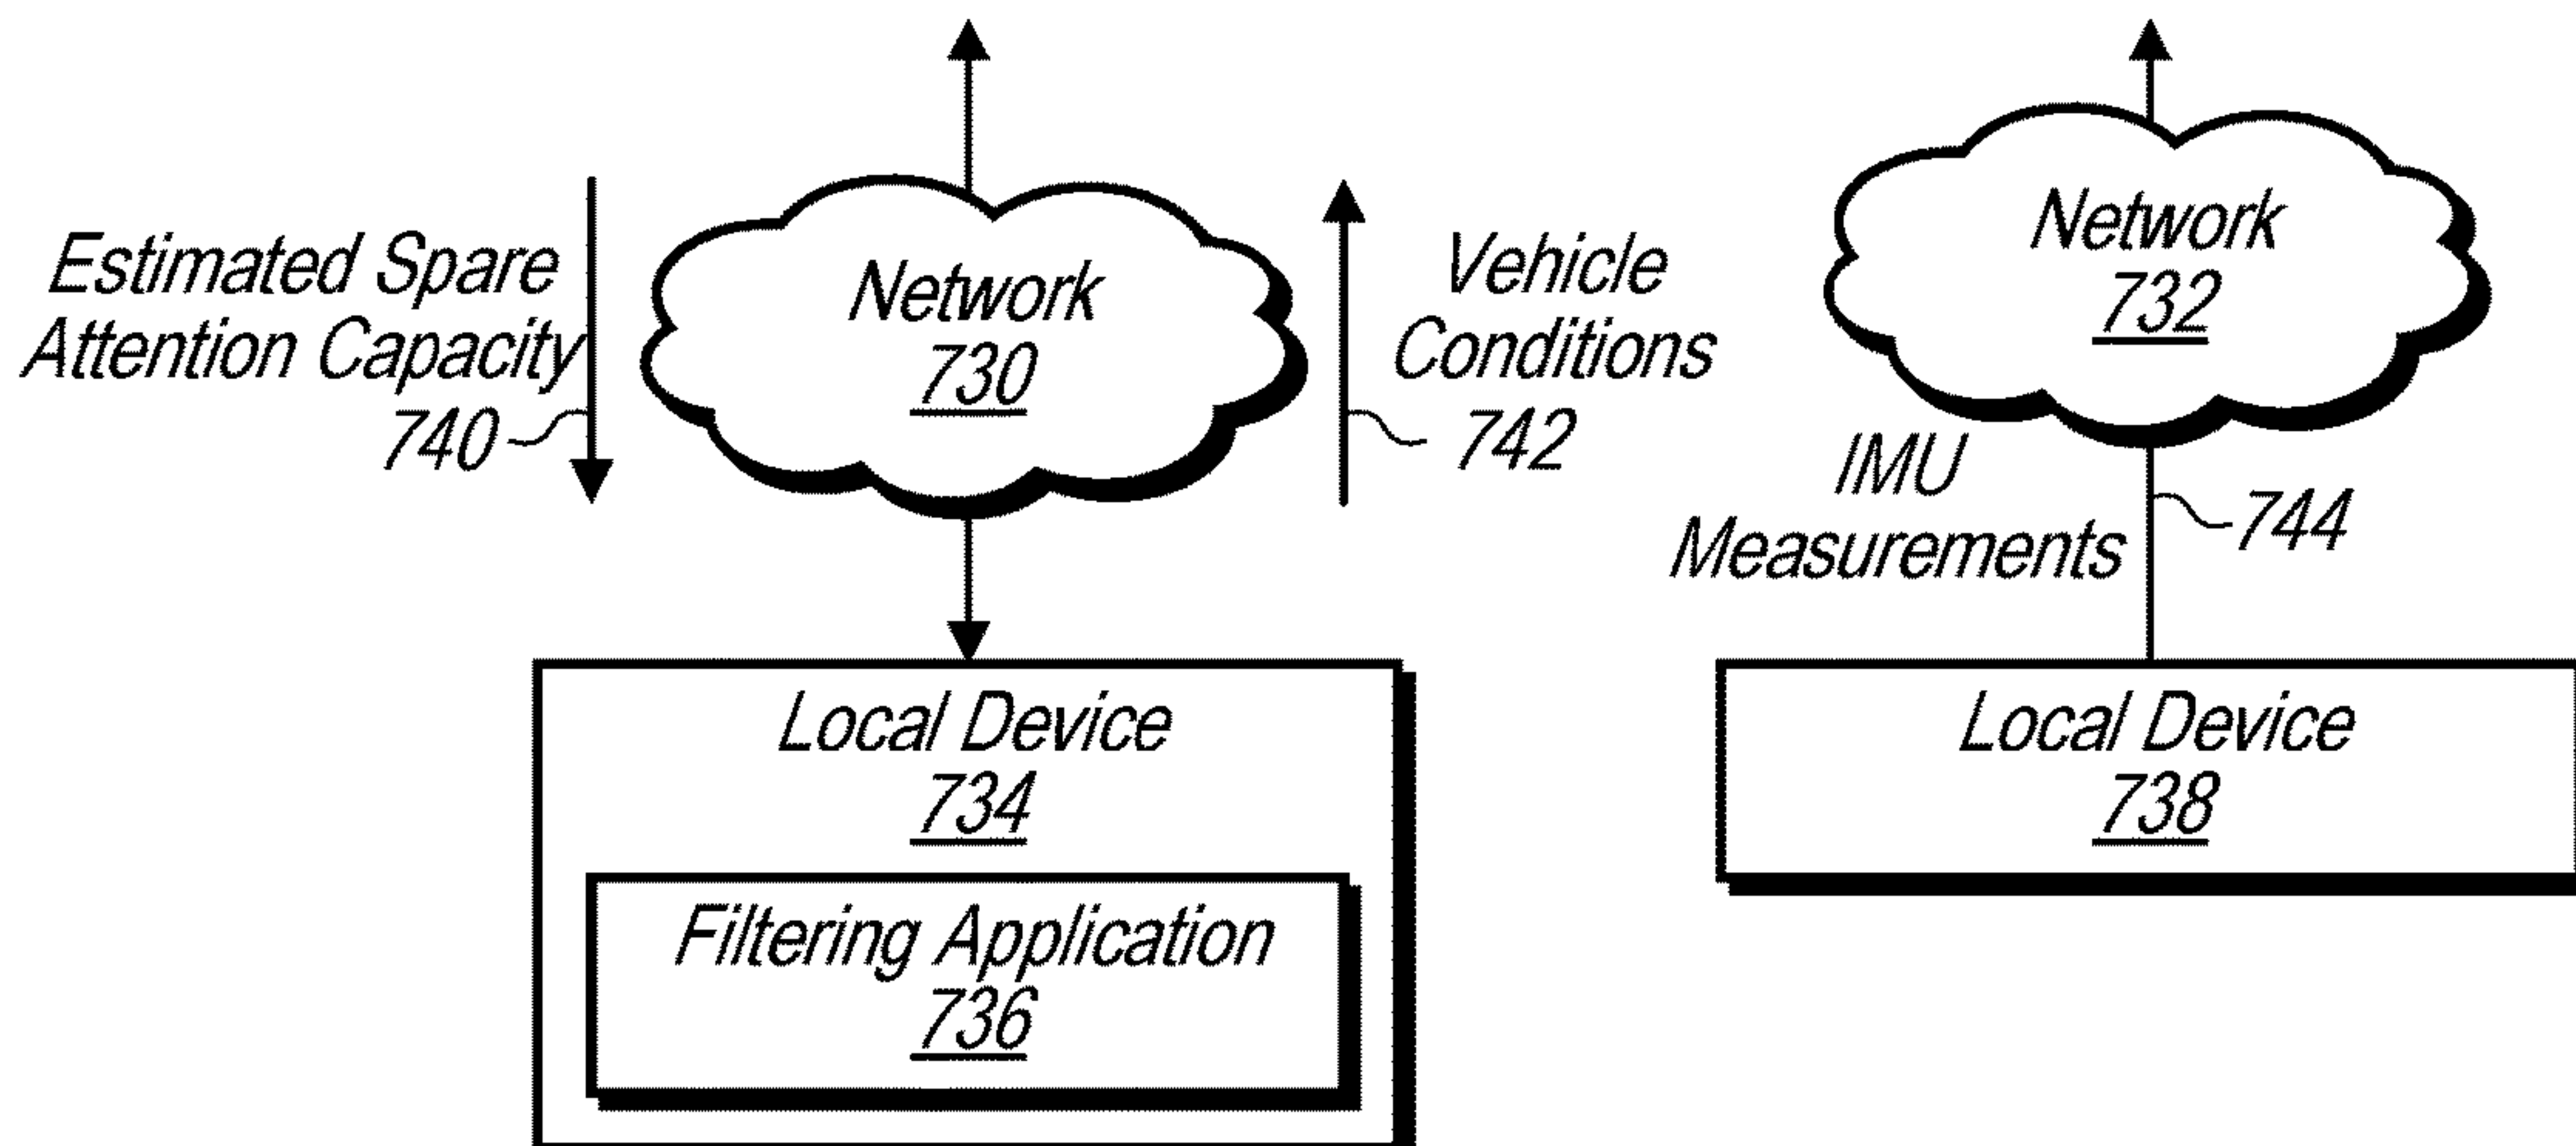 Estimated Spare
Attention Capacity
740
Network
730
Vehicle
Conditions
742
Network
732
IMU
Measurements
744
Local Device
734
Filtering Application
736
Local Device
738